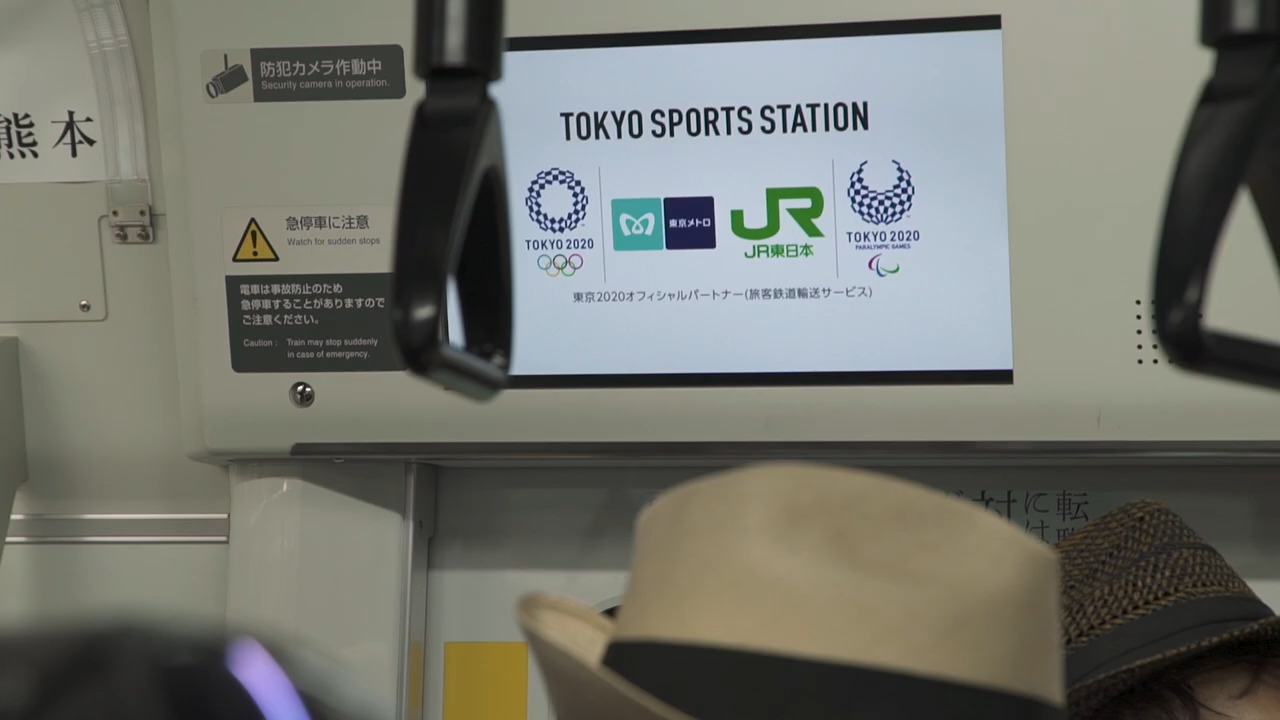 熊本
防犯カメラ作動中
Security camera in operation.
急停車に注意
Watch for sudden stops
電車は事故防止のため
急停車することがありますので
ご注意ください。
Caution : Train may stop suddenly
in case of emergency.
TOKYO SPORTS STATION
TOKYO 2020
東京メトロ
JR
JR東日本
TOKYO 2020
PARALYMPIC GAMES
東京2020オフィシャルパートナー(旅客鉄道輸送サービス)
対に転
は